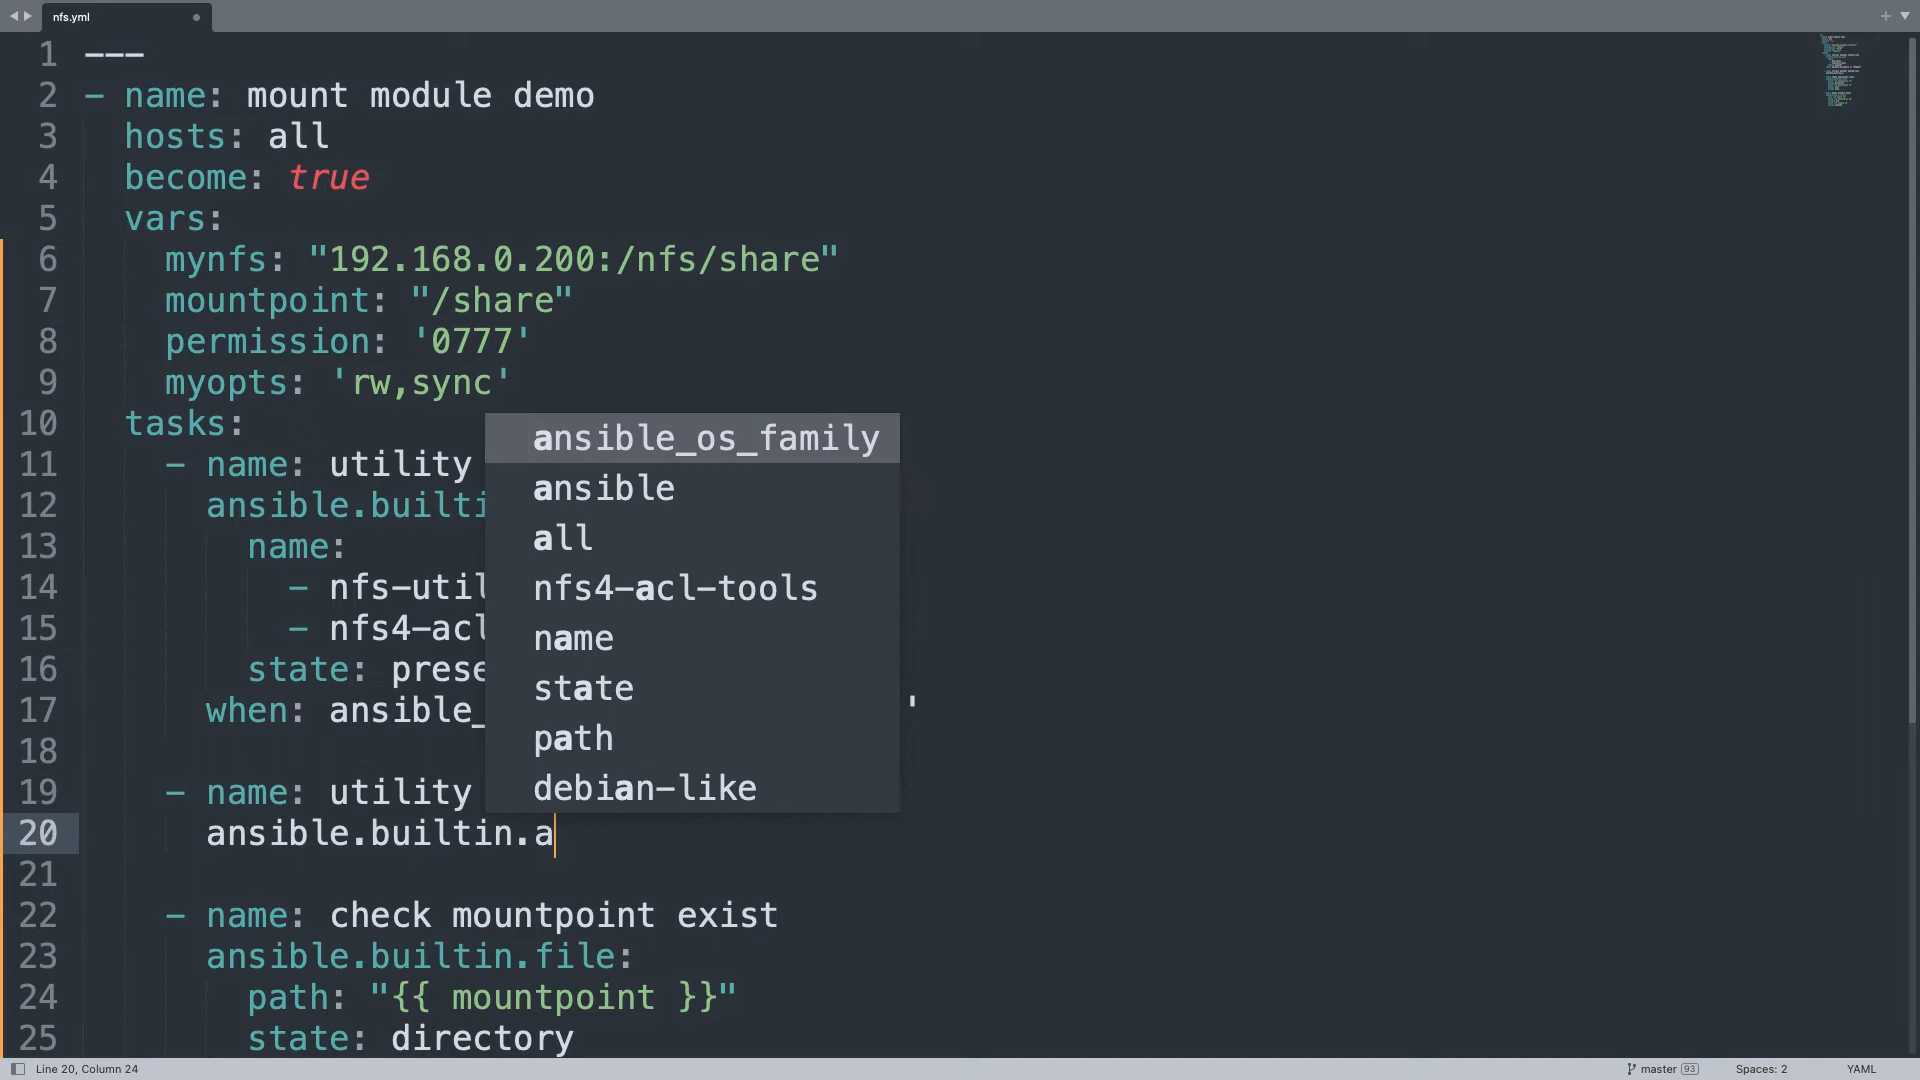 nfs.yml
1 ---
2 - name: mount module demo
3 hosts: all
4 become: true
5 vars:
6 mynfs: "192.168.0.200:/nfs/share"
7 mountpoint: "/share"
8 permission: '0777'
9 myopts: 'rw,sync'
10 tasks:
11 - name: utility
12 ansible.builti
13 name:
14 - nfs-util
15 - nfs4-acl
16 state: prese
17 when: ansible_ '
18
19 - name: utility
20 ansible.builtin.a
21
22 - name: check mountpoint exist
23 ansible.builtin.file:
24 path: "{{ mountpoint }}"
25 state: directory
ansible_os_family
ansible
all
nfs4-acl-tools
name
state
path
debian-like
Line 20, Column 24
master 93
Spaces: 2
YAML